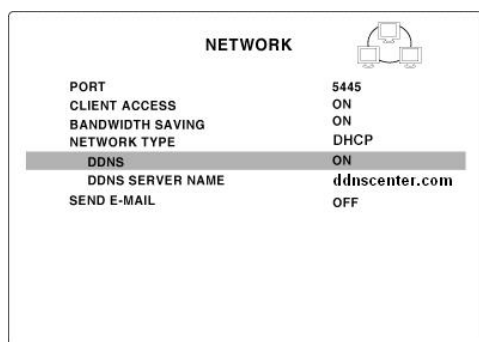 NETWORK
PORT 5445
CLIENT ACCESS ON
BANDWIDTH SAVING ON
NETWORK TYPE DHCP
DDNS ON
DDNS SERVER NAME ddnscenter.com
SEND E-MAIL OFF